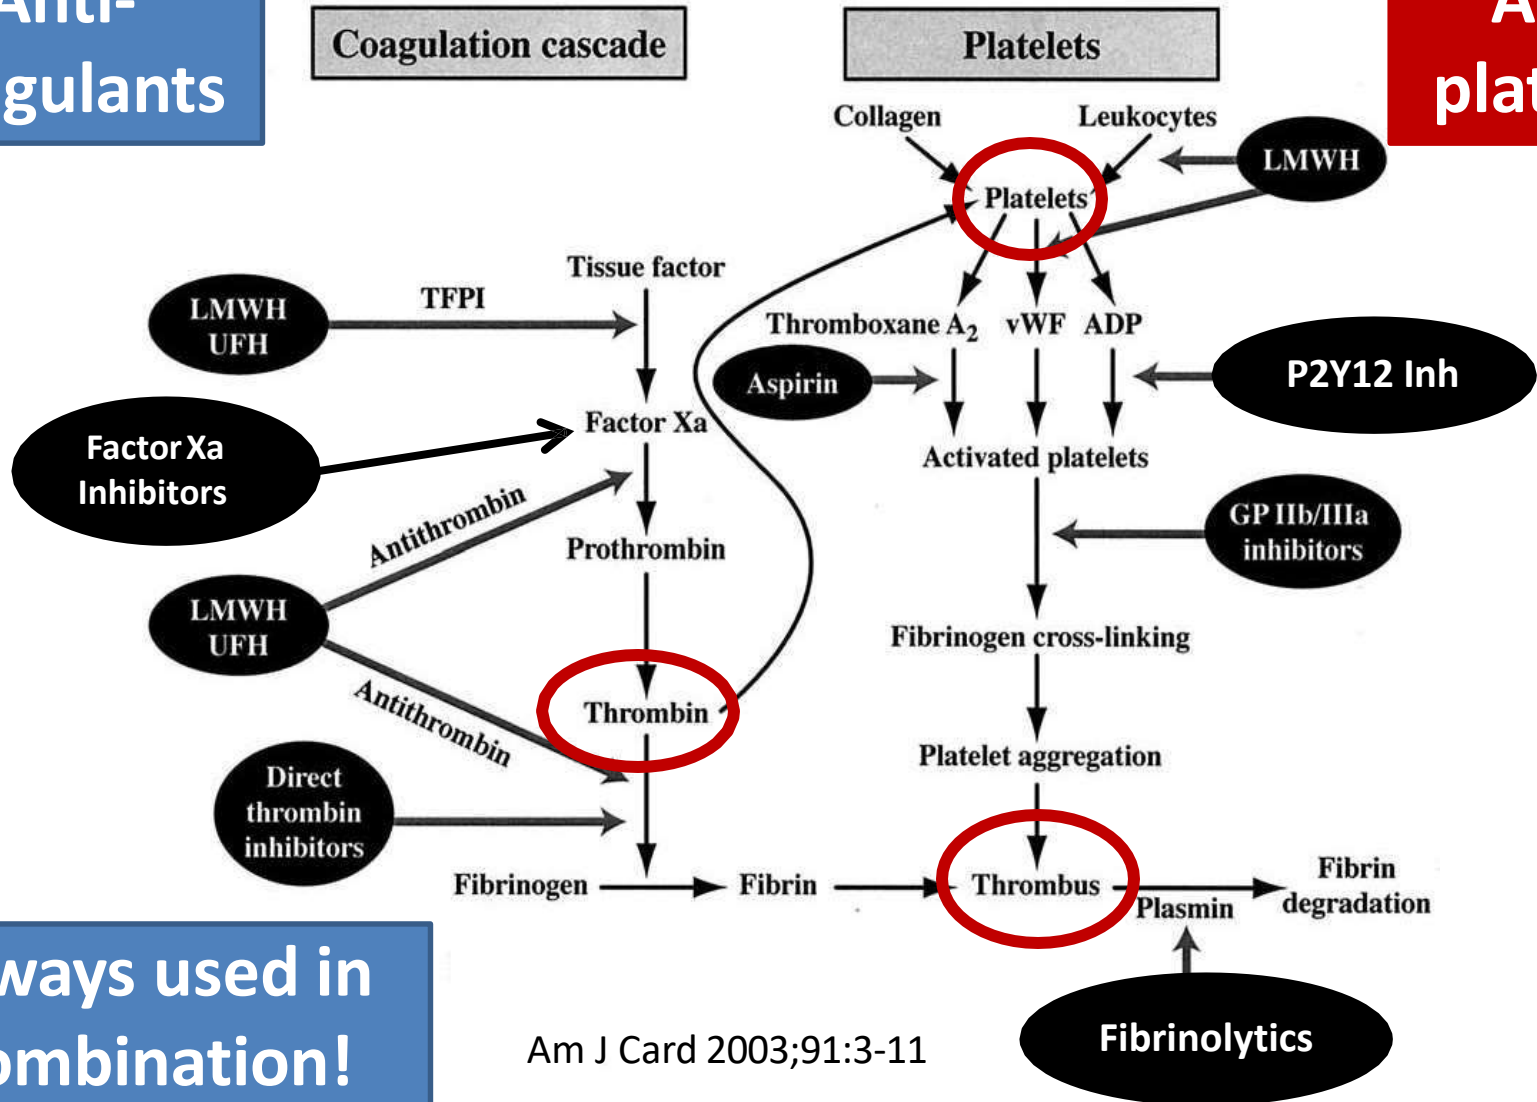 Anti-
gulants
Coagulation cascade
Platelets
plat
Collagen
Leukocytes
LMWH
Platelets
Tissue factor
LMWH
UFH
TFPI
Thromboxane A₂ vWF ADP
Aspirin
P2Y12 Inh
Factor Xa
Factor Xa
Inhibitors
Activated platelets
Antithrombin
GP IIb/IIIa
inhibitors
Prothrombin
LMWH
UFH
Fibrinogen cross-linking
Antithrombin
Thrombin
Platelet aggregation
Direct
thrombin
inhibitors
Fibrinogen
Fibrin
Thrombus
Plasmin
Fibrin
degradation
ways used in
ombination!
Am J Card 2003;91:3-11
Fibrinolytics